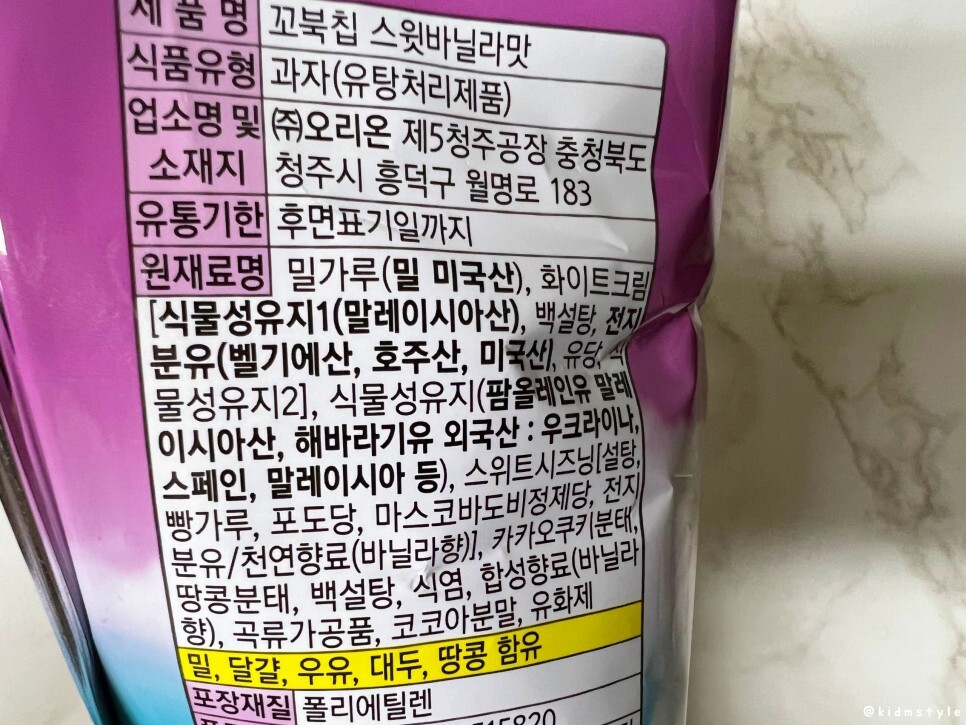 제 품 명 꼬북칩 스윗바닐라맛
식품유형 과자(유탕처리제품)
업소명 및 소재지 ㈜오리온 제5청주공장 충청북도
청주시 흥덕구 월명로 183
유통기한 후면표기일까지
원재료명 밀가루(밀 미국산), 화이트크림
[식물성유지1(말레이시아산), 백설탕, 전지
분유(벨기에산, 호주산, 미국산), 유당, 식
물성유지2], 식물성유지(팜올레인유 말레
이시아산, 해바라기유 외국산 : 우크라이나,
스페인, 말레이시아 등), 스위트시즈닝[설탕,
빵가루, 포도당, 마스코바도비정제당, 전지
분유/천연향료(바닐라향)], 카카오쿠키분태,
땅콩분태, 백설탕, 식염, 합성향료(바닐라
향), 곡류가공품, 코코아분말, 유화제
밀, 달걀, 우유, 대두, 땅콩 함유
포장재질 폴리에틸렌
@kidmstyle